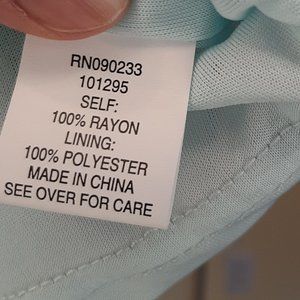 RN090233
101295
SELF:
100% RAYON
LINING:
100% POLYESTER
MADE IN CHINA
SEE OVER FOR CARE